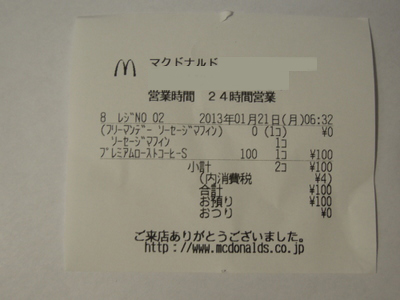 マクドナルド
営業時間 24時間営業
8 レジNO 02 2013年01月21日(月)06:32
(フリーマンデー ソーセージマフィン) 0 (1コ) ¥0
ソーセージマフィン 1コ
プレミアムローストコーヒーS 100 1コ ¥100
小計 2コ ¥100
(内消費税 ¥4)
合計 ¥100
お預り ¥100
おつり ¥0
ご来店ありがとうございました。
http://www.mcdonalds.co.jp